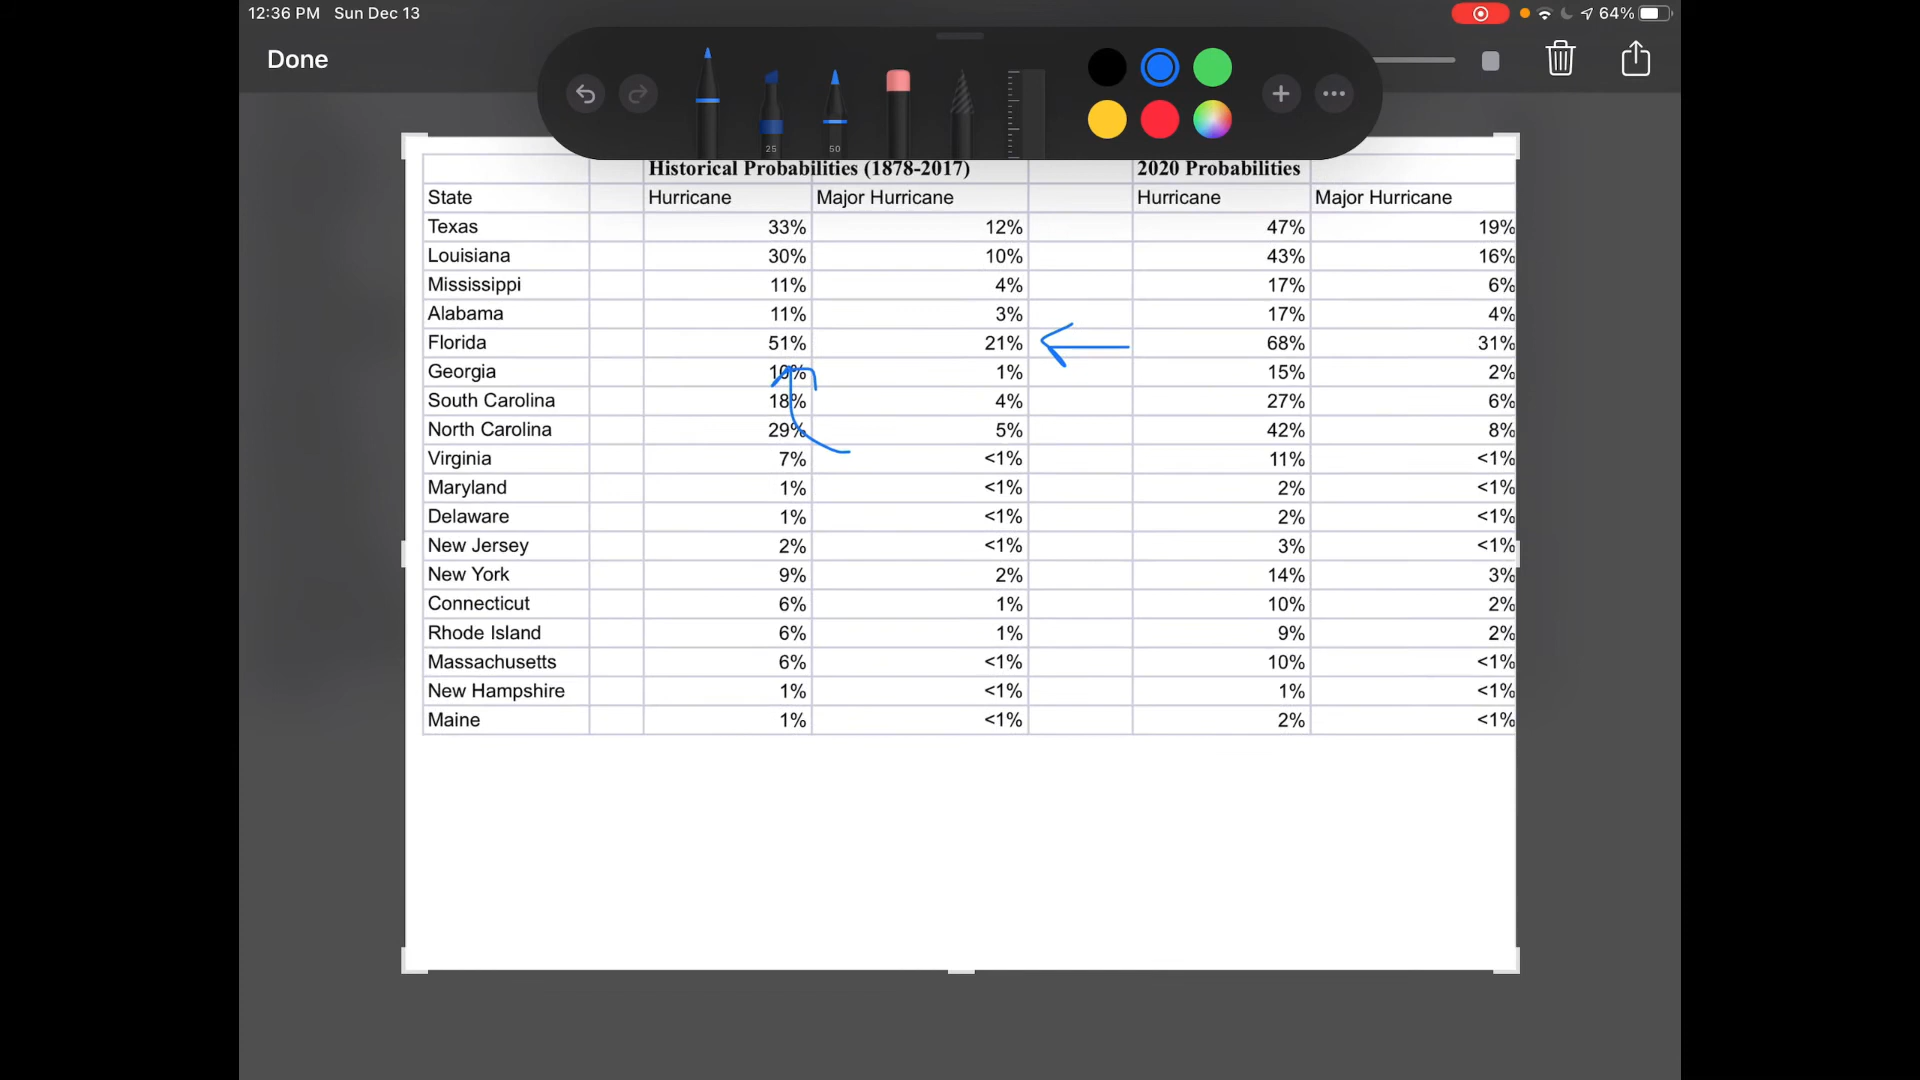 12:36 PM Sun Dec 13 64%
Done
25 50
Historical Probabilities (1878-2017) 2020 Probabilities
State Hurricane Major Hurricane Hurricane Major Hurricane
Texas 33% 12% 47% 19%
Louisiana 30% 10% 43% 16%
Mississippi 11% 4% 17% 6%
Alabama 11% 3% 17% 4%
Florida 51% 21% 68% 31%
Georgia 10% 1% 15% 2%
South Carolina 18% 4% 27% 6%
North Carolina 29% 5% 42% 8%
Virginia 7% <1% 11% <1%
Maryland 1% <1% 2% <1%
Delaware 1% <1% 2% <1%
New Jersey 2% <1% 3% <1%
New York 9% 2% 14% 3%
Connecticut 6% 1% 10% 2%
Rhode Island 6% 1% 9% 2%
Massachusetts 6% <1% 10% <1%
New Hampshire 1% <1% 1% <1%
Maine 1% <1% 2% <1%